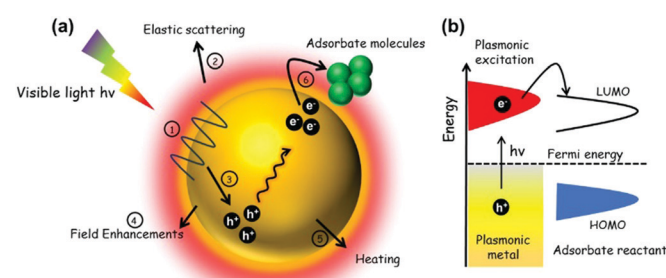 (a)
Elastic scattering
②
Adsorbate molecules
Visible light hν
①
⑥
e-
e-
e-
③
④
Field Enhancements
h+
h+
h+
⑤
Heating
(b)
Plasmonic
excitation
Energy
e-
LUMO
hν
Fermi energy
h+
HOMO
Plasmonic
metal
Adsorbate reactant